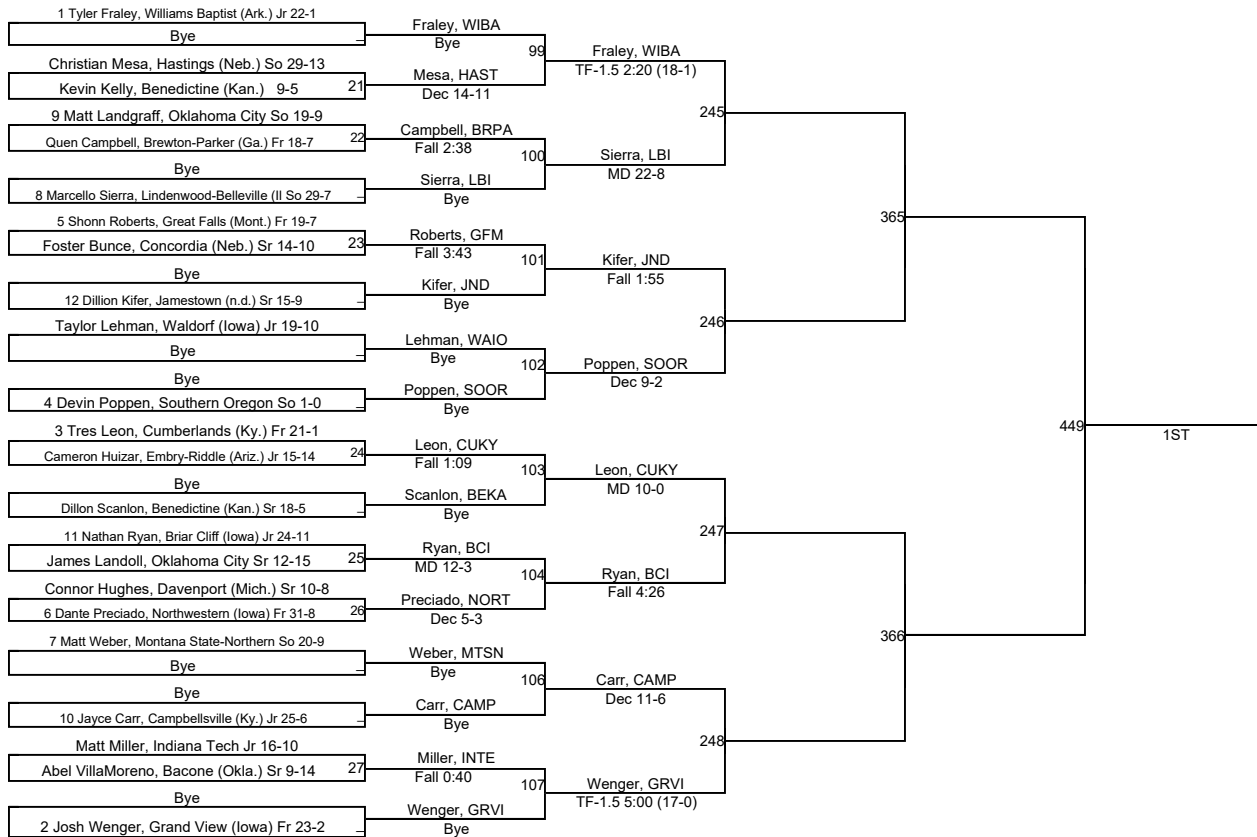 1 Tyler Fraley, Williams Baptist (Ark.) Jr 22-1
Bye
_
Christian Mesa, Hastings (Neb.) So 29-13
Kevin Kelly, Benedictine (Kan.) 9-5
21
9 Matt Landgraff, Oklahoma City So 19-9
Quen Campbell, Brewton-Parker (Ga.) Fr 18-7
22
Bye
8 Marcello Sierra, Lindenwood-Belleville (Il So 29-7
_
5 Shonn Roberts, Great Falls (Mont.) Fr 19-7
Foster Bunce, Concordia (Neb.) Sr 14-10
23
Bye
12 Dillion Kifer, Jamestown (n.d.) Sr 15-9
_
Taylor Lehman, Waldorf (Iowa) Jr 19-10
Bye
_
Bye
4 Devin Poppen, Southern Oregon So 1-0
_
3 Tres Leon, Cumberlands (Ky.) Fr 21-1
Cameron Huizar, Embry-Riddle (Ariz.) Jr 15-14
24
Bye
Dillon Scanlon, Benedictine (Kan.) Sr 18-5
_
11 Nathan Ryan, Briar Cliff (Iowa) Jr 24-11
James Landoll, Oklahoma City Sr 12-15
25
Connor Hughes, Davenport (Mich.) Sr 10-8
6 Dante Preciado, Northwestern (Iowa) Fr 31-8
26
7 Matt Weber, Montana State-Northern So 20-9
Bye
_
Bye
10 Jayce Carr, Campbellsville (Ky.) Jr 25-6
_
Matt Miller, Indiana Tech Jr 16-10
Abel VillaMoreno, Bacone (Okla.) Sr 9-14
27
Bye
2 Josh Wenger, Grand View (Iowa) Fr 23-2
_
Fraley, WIBA
Bye
99
Mesa, HAST
Dec 14-11
Campbell, BRPA
Fall 2:38
100
Sierra, LBI
Bye
Roberts, GFM
Fall 3:43
101
Kifer, JND
Bye
Lehman, WAIO
Bye
102
Poppen, SOOR
Bye
Leon, CUKY
Fall 1:09
103
Scanlon, BEKA
Bye
Ryan, BCI
MD 12-3
104
Preciado, NORT
Dec 5-3
Weber, MTSN
Bye
106
Carr, CAMP
Bye
Miller, INTE
Fall 0:40
107
Wenger, GRVI
Bye
Fraley, WIBA
TF-1.5 2:20 (18-1)
245
Sierra, LBI
MD 22-8
Kifer, JND
Fall 1:55
246
Poppen, SOOR
Dec 9-2
Leon, CUKY
MD 10-0
247
Ryan, BCI
Fall 4:26
Carr, CAMP
Dec 11-6
248
Wenger, GRVI
TF-1.5 5:00 (17-0)
365
366
449
1ST